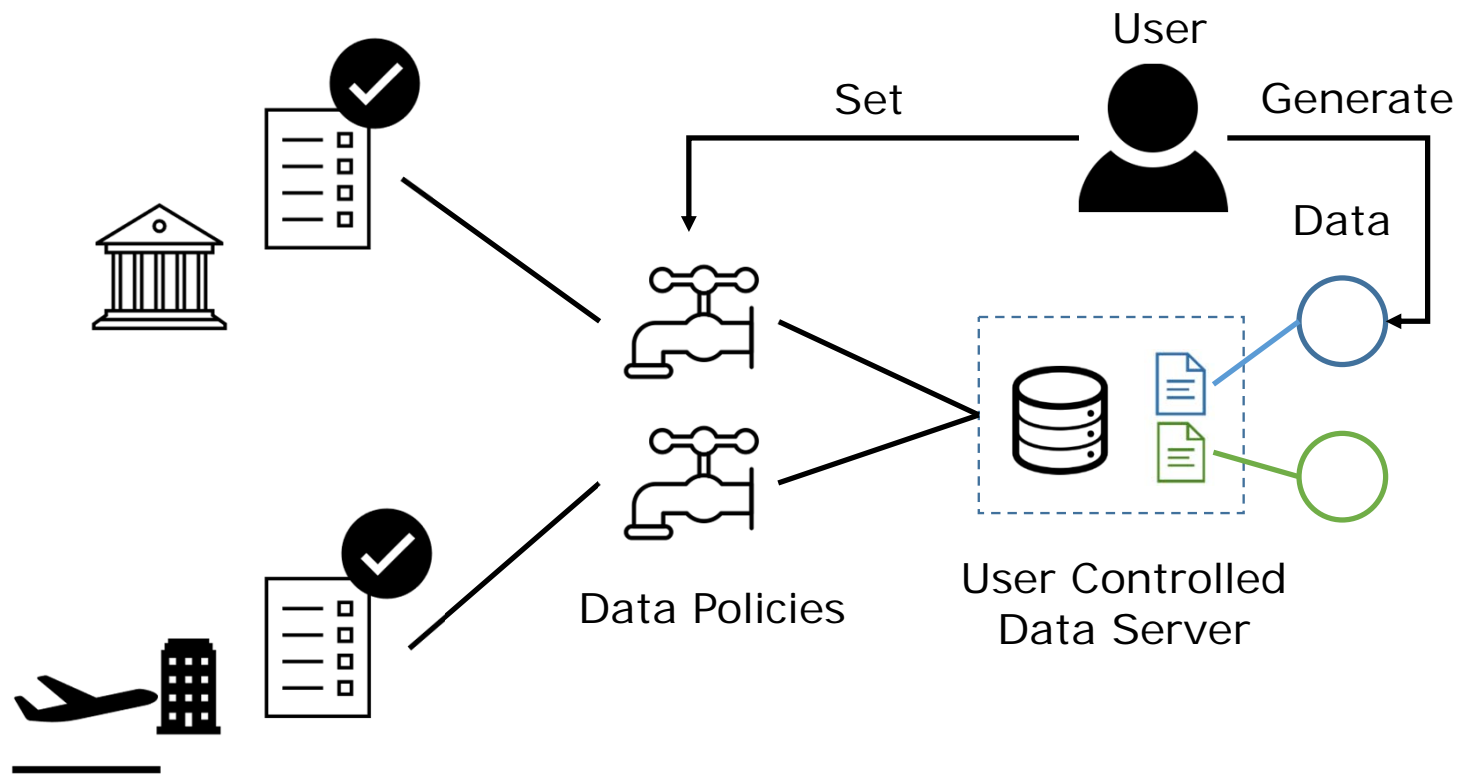 User
Set
Generate
Data
Data Policies
User Controlled
Data Server